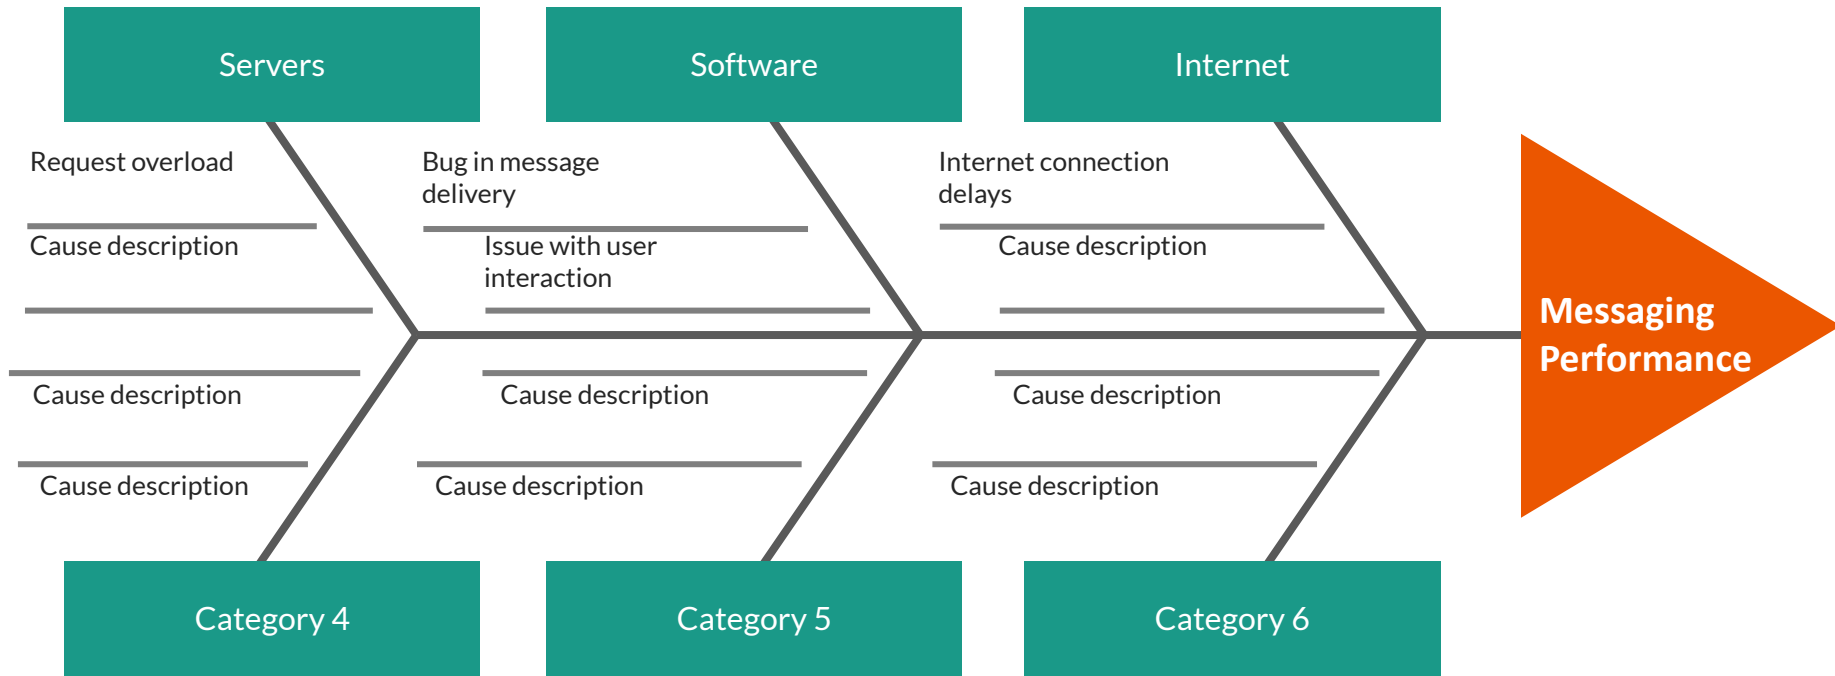 Servers
Software
Internet
Request overload
Bug in message
delivery
Internet connection
delays
Cause description
Issue with user
interaction
Cause description
Messaging
Performance
Cause description
Cause description
Cause description
Cause description
Cause description
Cause description
Category 4
Category 5
Category 6